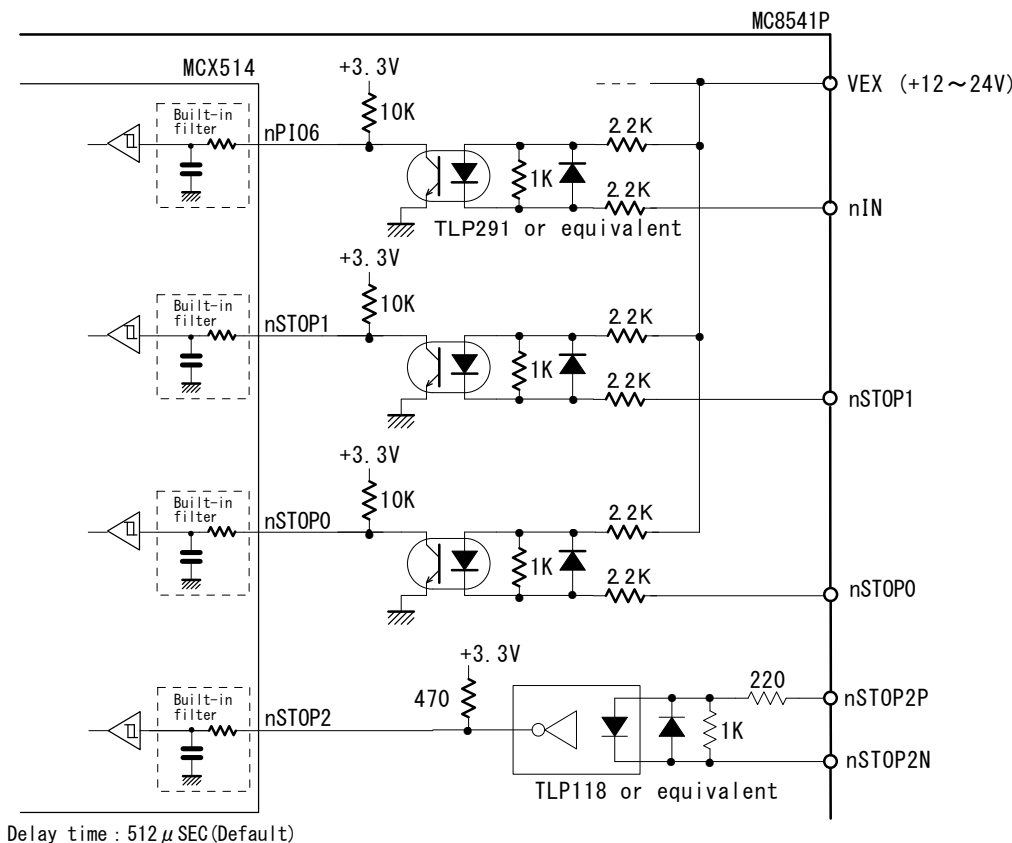 MC8541P
MCX514
+3.3V
VEX (+12～24V)
Built-in
filter
nPIO6
10K
2.2K
1K
2.2K
nIN
TLP291 or equivalent
+3.3V
Built-in
filter
nSTOP1
10K
2.2K
1K
2.2K
nSTOP1
+3.3V
Built-in
filter
nSTOP0
10K
2.2K
1K
2.2K
nSTOP0
+3.3V
Built-in
filter
nSTOP2
470
220
nSTOP2P
1K
nSTOP2N
TLP118 or equivalent
Delay time : 512μSEC(Default)